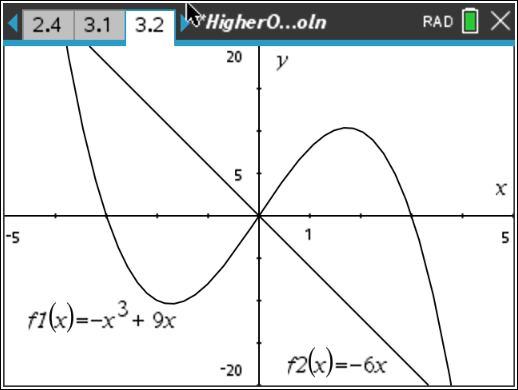 2.4 3.1 3.2 *HigherO...oln RAD
20 y
5
x
-5 1 5
f1(x)=-x³+ 9x
-20 f2(x)=-6x